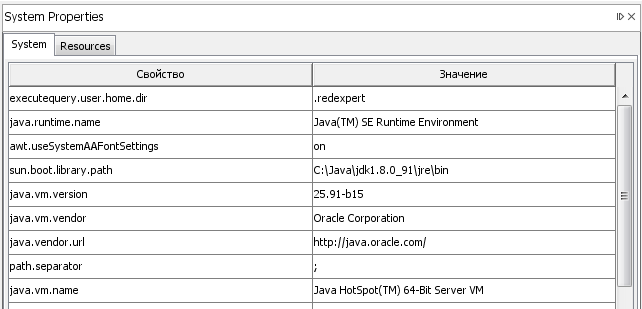 System Properties
System Resources
Свойство Значение
executequery.user.home.dir .redexpert
java.runtime.name Java(TM) SE Runtime Environment
awt.useSystemAAFontSettings on
sun.boot.library.path C:\Java\jdk1.8.0_91\jre\bin
java.vm.version 25.91-b15
java.vm.vendor Oracle Corporation
java.vendor.url http://java.oracle.com/
path.separator ;
java.vm.name Java HotSpot(TM) 64-Bit Server VM